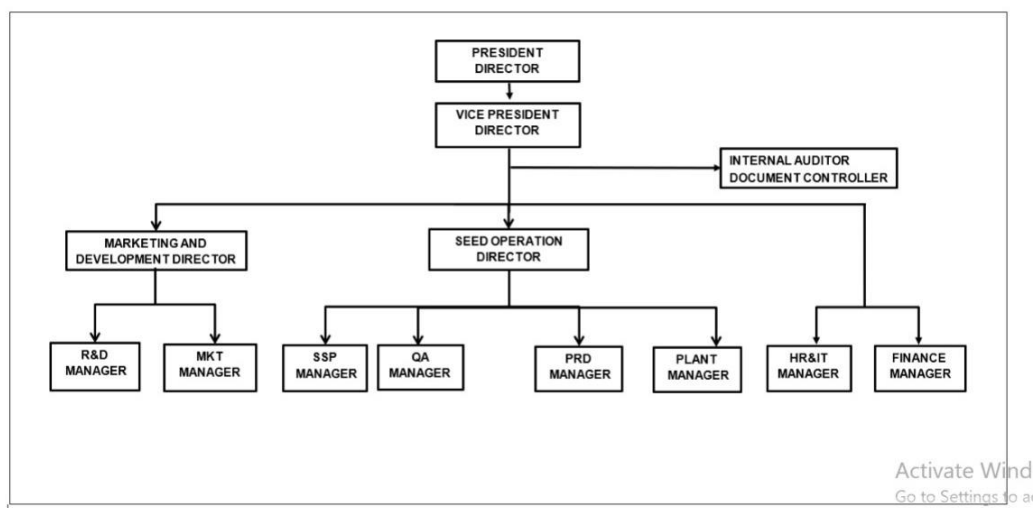 PRESIDENT
DIRECTOR
VICE PRESIDENT
DIRECTOR
INTERNAL AUDITOR
DOCUMENT CONTROLLER
MARKETING AND
DEVELOPMENT DIRECTOR
SEED OPERATION
DIRECTOR
R&D
MANAGER
MKT
MANAGER
SSP
MANAGER
QA
MANAGER
PRD
MANAGER
PLANT
MANAGER
HR&IT
MANAGER
FINANCE
MANAGER
Activate Wind
Go to Settings to a